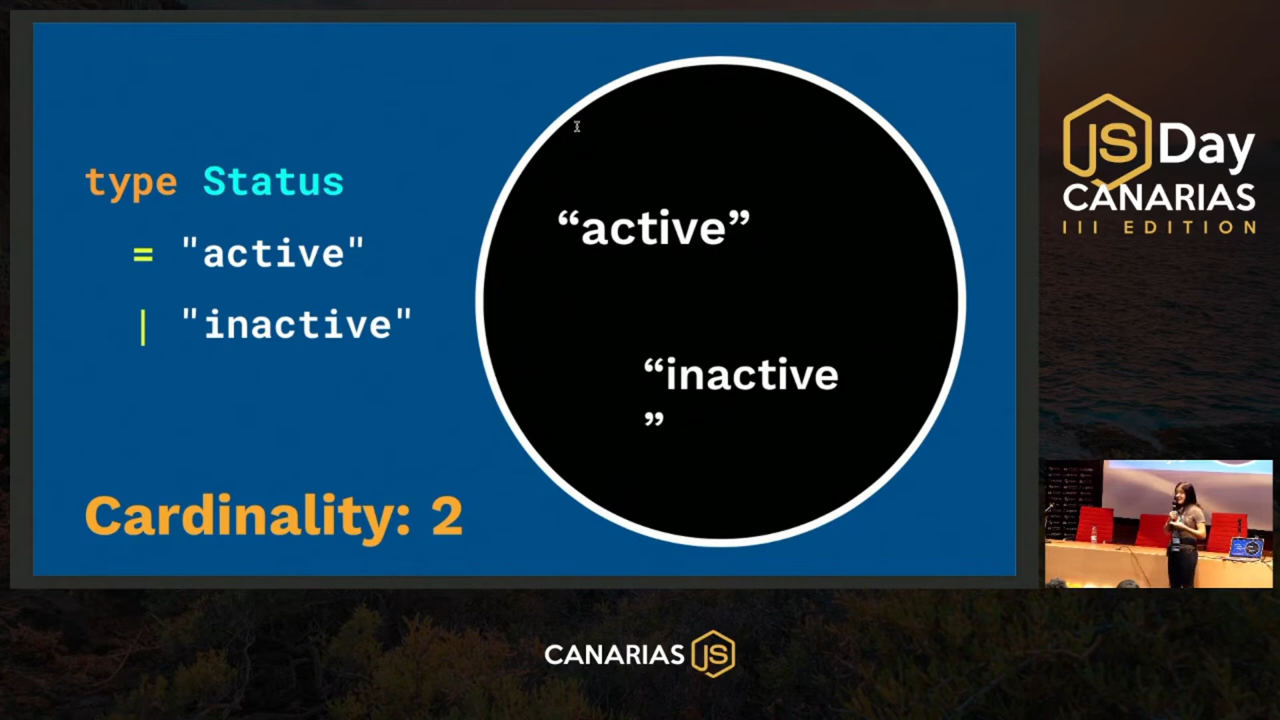 type Status
= "active"
| "inactive"
Cardinality: 2
“active”
“inactive
”
JS Day
CANARIAS
III EDITION
CANARIAS JS